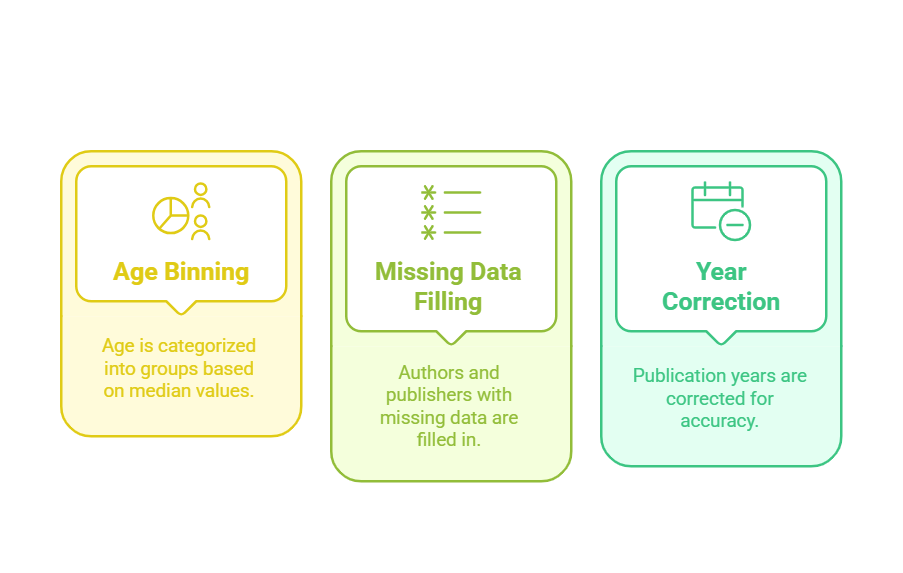 Age Binning
Age is categorized
into groups based
on median values.
Missing Data
Filling
Authors and
publishers with
missing data are
filled in.
Year
Correction
Publication years are
corrected for
accuracy.